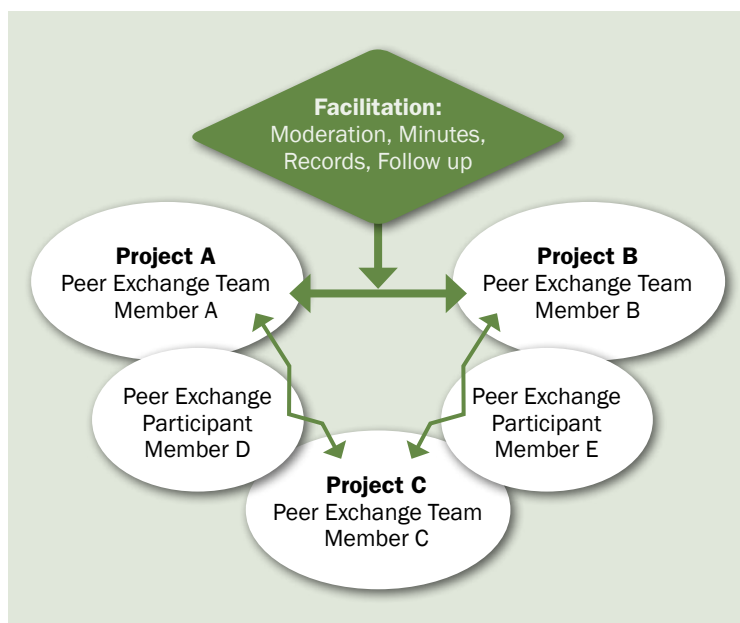 Facilitation:
Moderation, Minutes,
Records, Follow up
Project A
Peer Exchange Team
Member A
Project B
Peer Exchange Team
Member B
Peer Exchange
Participant
Member D
Peer Exchange
Participant
Member E
Project C
Peer Exchange Team
Member C